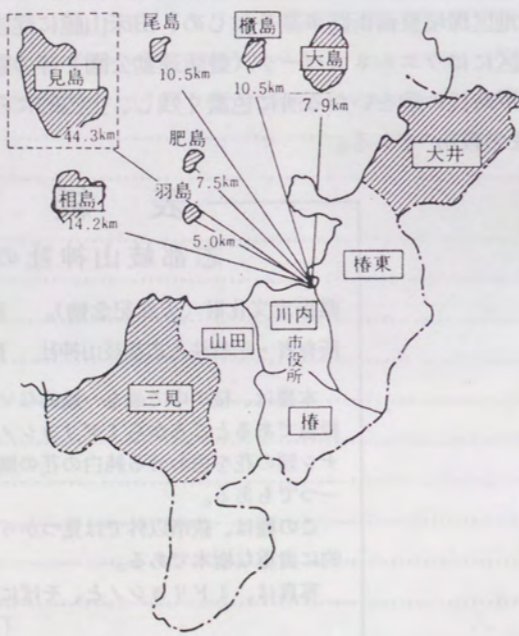 見島
44.3km
尾島
10.5km
櫃島
10.5km
大島
7.9km
肥島
7.5km
羽島
5.0km
相島
14.2km
大井
椿東
川内
市役所
山田
三見
椿